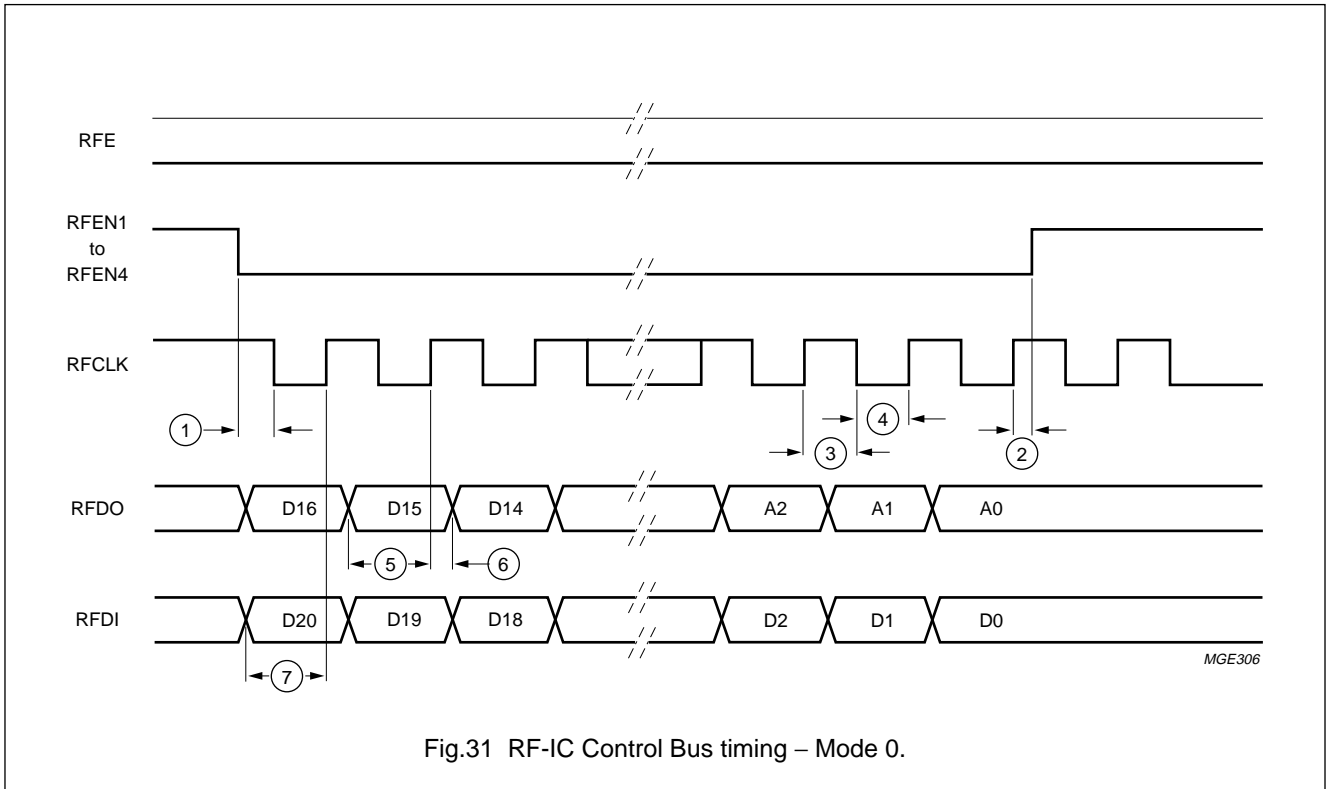 RFE
RFEN1
to
RFEN4
RFCLK
1
4
3
2
RFDO
D16
D15
D14
A2
A1
A0
5
6
RFDI
D20
D19
D18
D2
D1
D0
7
MGE306
Fig.31 RF-IC Control Bus timing − Mode 0.